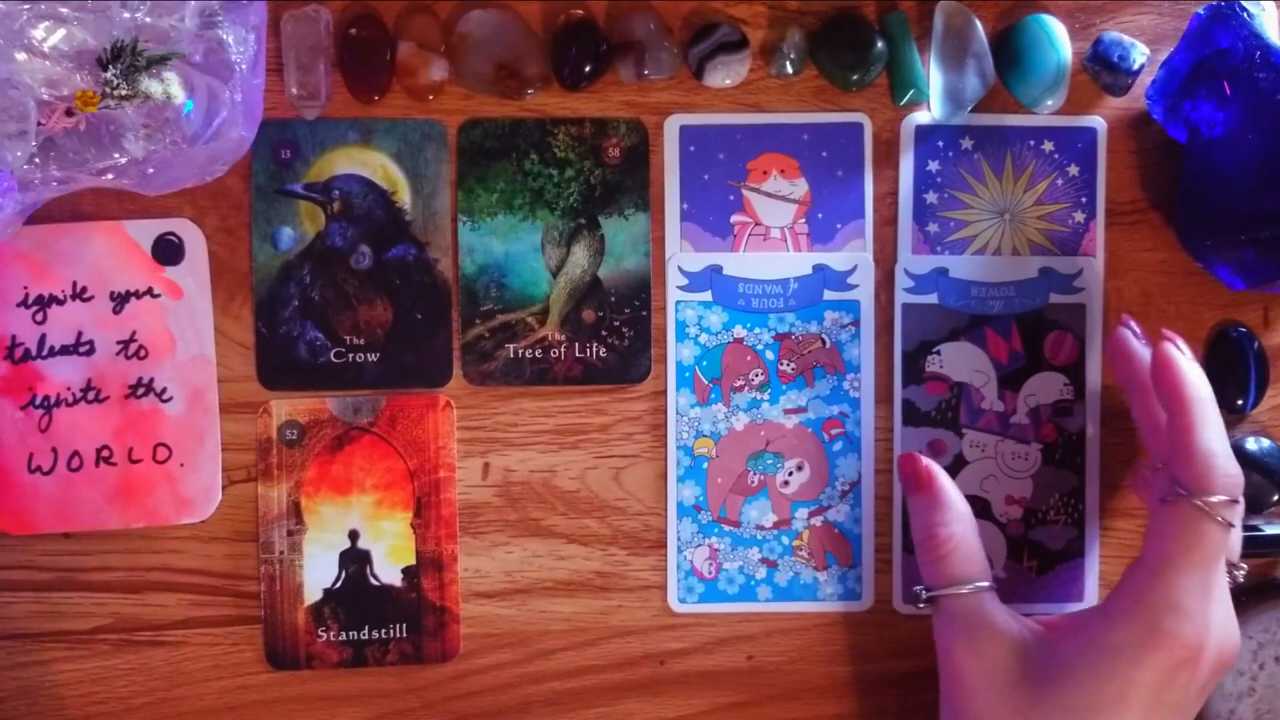 ignite your
talents to
ignite the
WORLD.
13
The
Crow
58
The
Tree of Life
52
Standstill
FOUR
of WANDS
The
TOWER